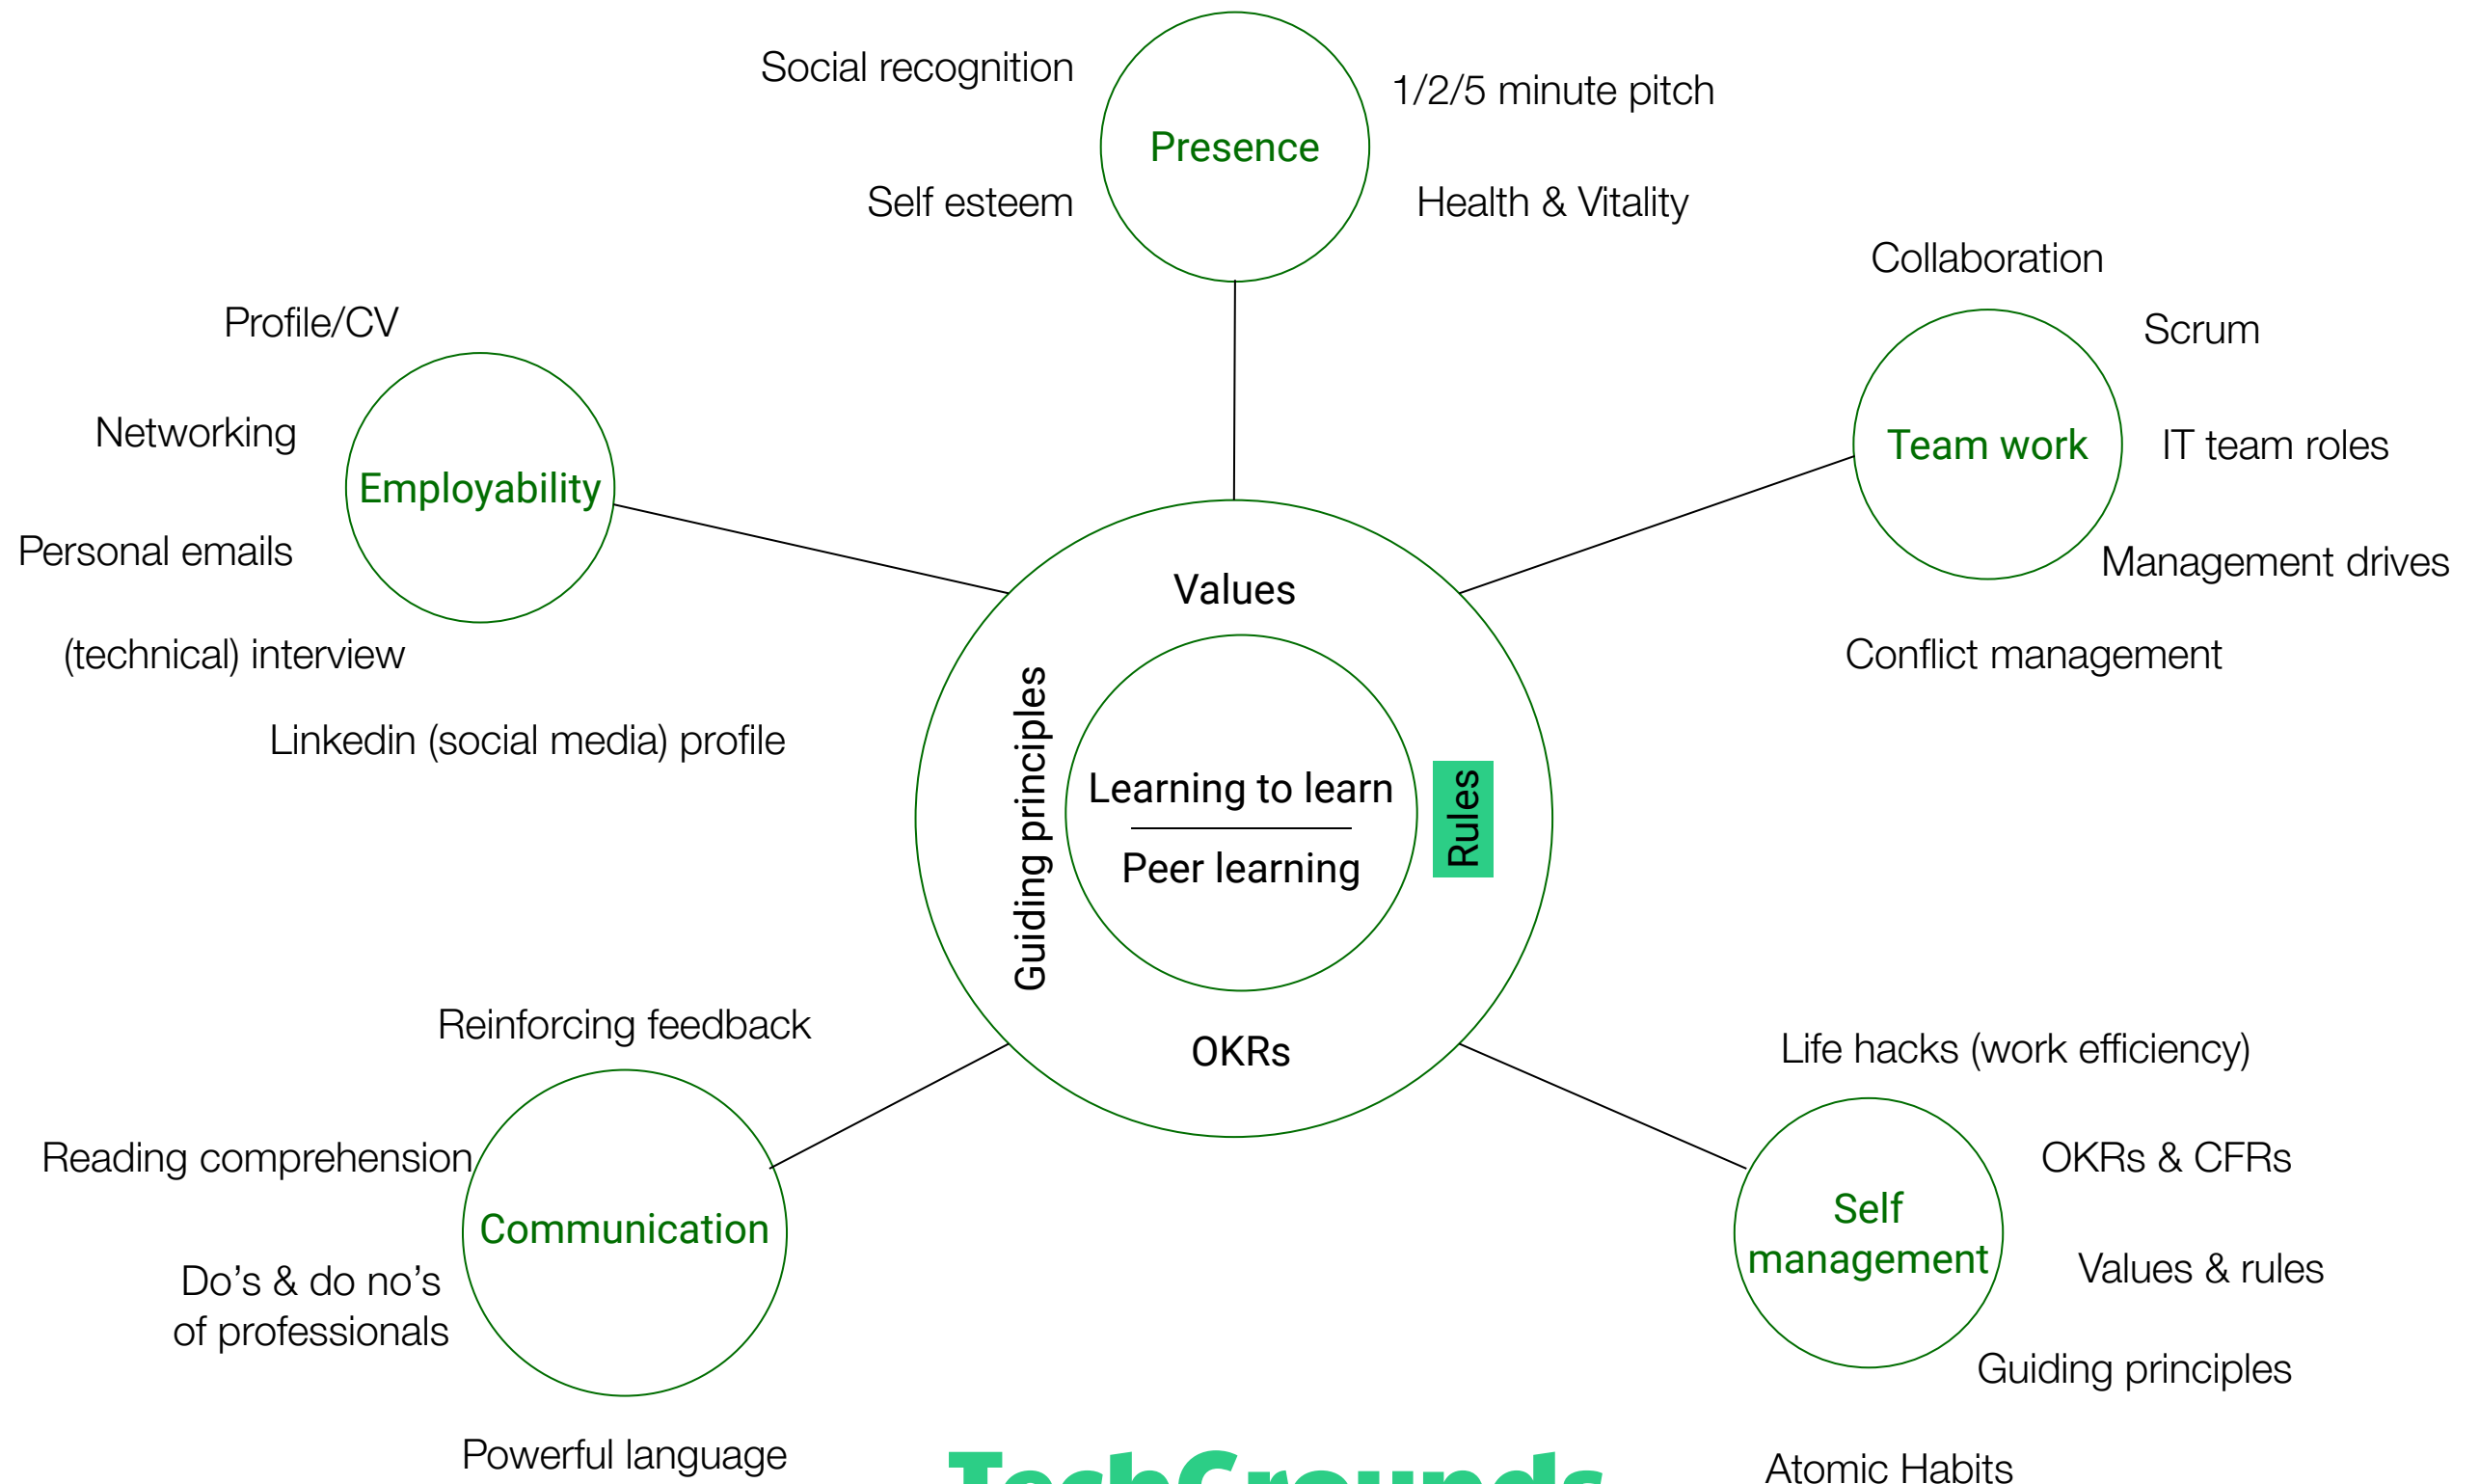 Social recognition
1/2/5 minute pitch
Presence
Self esteem
Health & Vitality
Profile/CV
Networking
Employability
Personal emails
(technical) interview
Linkedin (social media) profile
Collaboration
Scrum
Team work
IT team roles
Management drives
Conflict management
Values
Guiding principles
Learning to learn
Peer learning
Rules
OKRs
Reinforcing feedback
Reading comprehension
Communication
Do’s & do no’s
of professionals
Powerful language
Life hacks (work efficiency)
OKRs & CFRs
Self
management
Values & rules
Guiding principles
Atomic Habits
TechGrounds